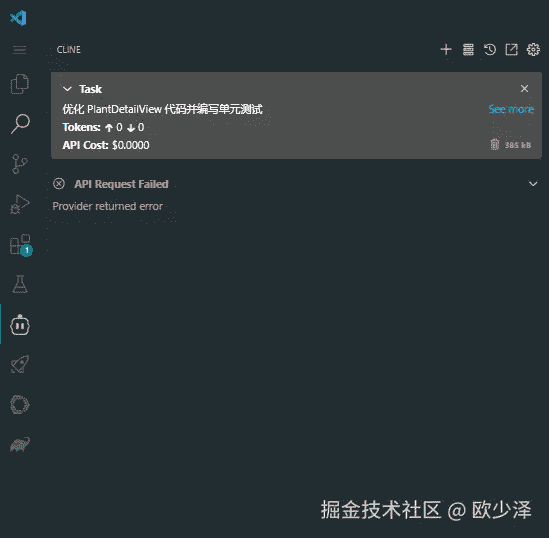 CLINE
Task
优化 PlantDetailView 代码并编写单元测试
See more
Tokens: ↑ 0 ↓ 0
API Cost: $0.0000
385 kB
API Request Failed
Provider returned error
1
掘金技术社区 @ 欧少泽